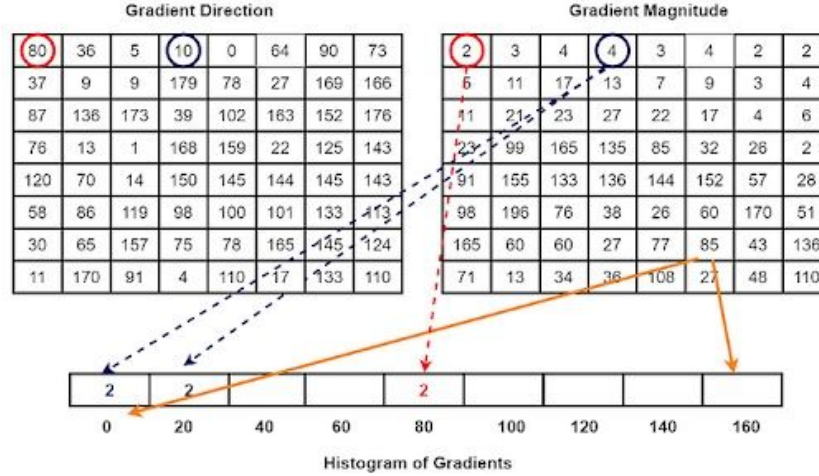 Gradient Direction Gradient Magnitude
80 36 5 10 0 64 90 73 2 3 4 4 3 4 2 2
37 9 9 179 78 27 169 166 5 11 17 13 7 9 3 4
87 136 173 39 102 163 152 176 11 21 23 27 22 17 4 6
76 13 1 168 159 22 125 143 23 99 165 135 85 32 26 2
120 70 14 150 145 144 145 143 91 155 133 136 144 152 57 28
58 86 119 98 100 101 133 113 98 196 76 38 26 60 170 51
30 65 157 75 78 165 145 124 165 60 60 27 77 85 43 136
11 170 91 4 110 17 133 110 71 13 34 36 108 27 48 110
2 2 2
0 20 40 60 80 100 120 140 160
Histogram of Gradients